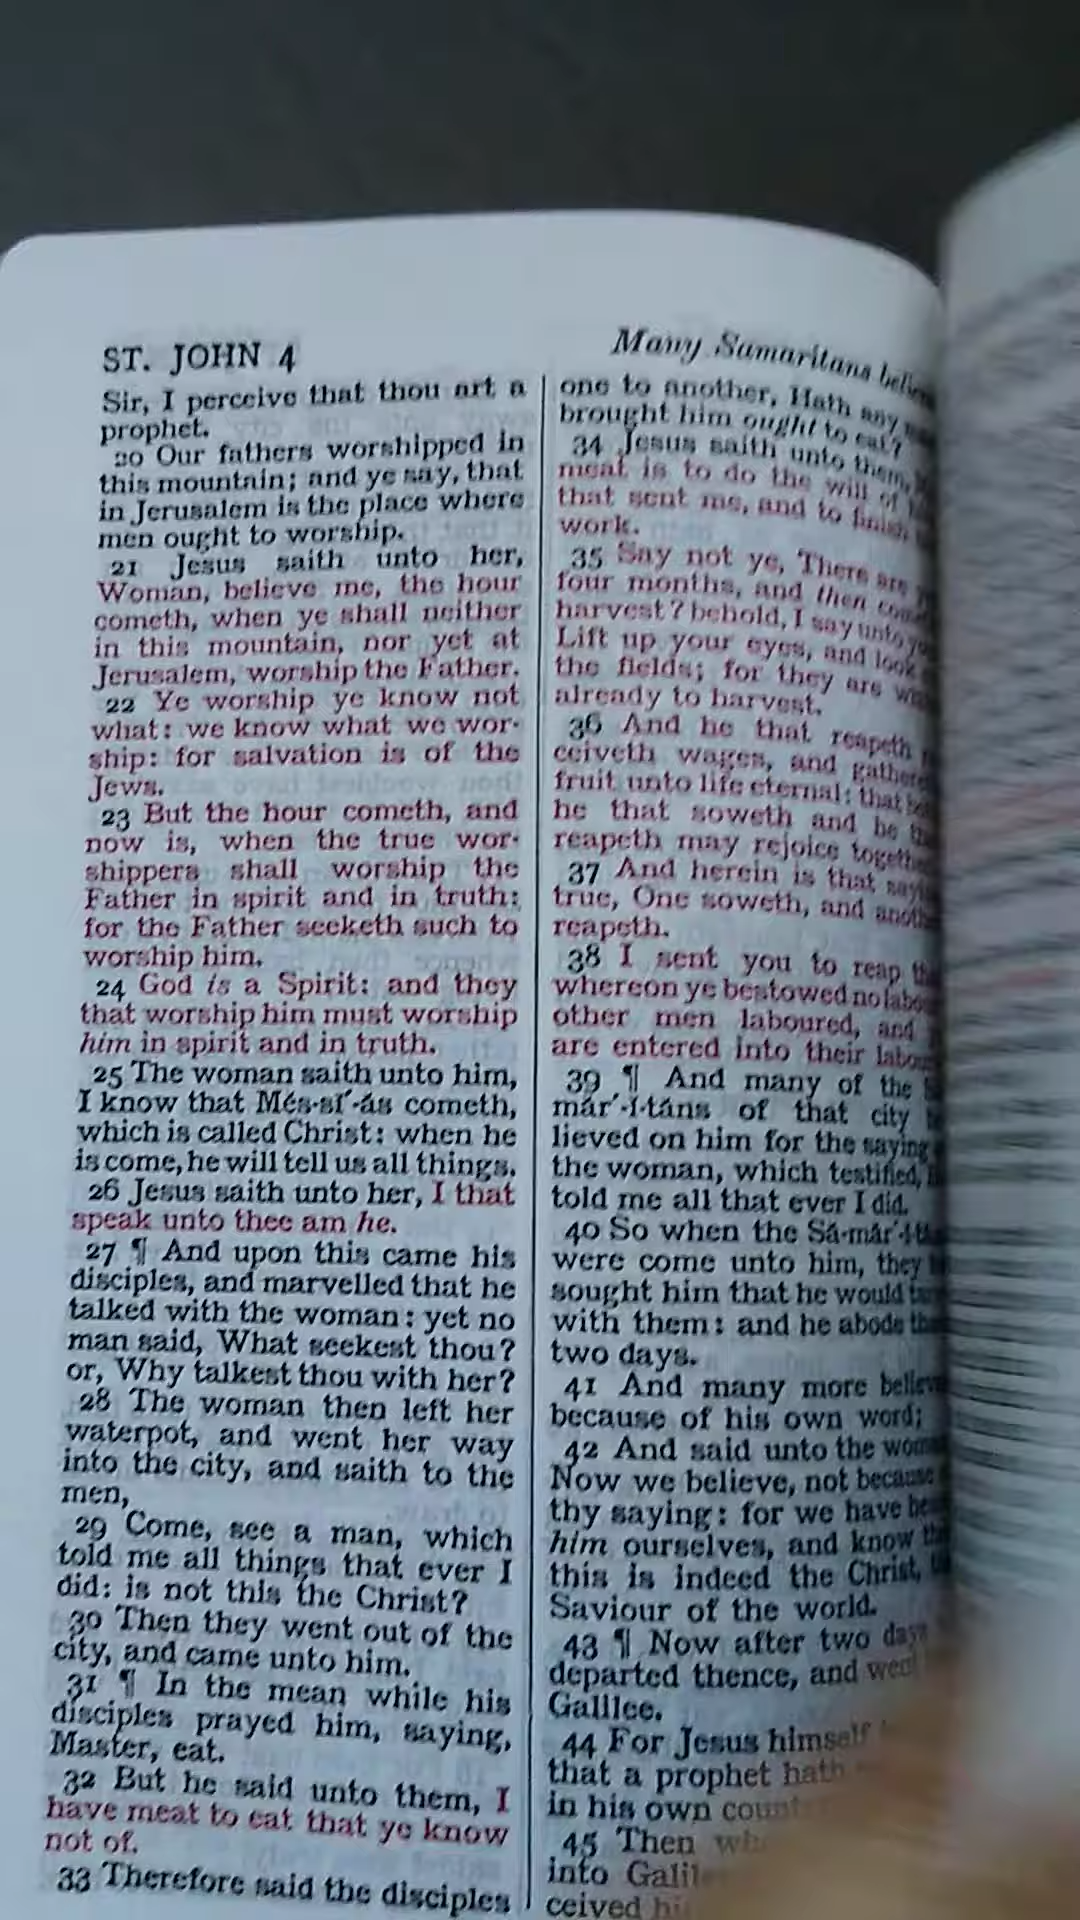 ST. JOHN 4
Many Samaritans
Sir, I perceive that thou art a
prophet.
20 Our fathers worshipped in
this mountain; and ye say, that
in Jerusalem is the place where
men ought to worship.
21 Jesus saith unto her,
Woman, believe me, the hour
cometh, when ye shall neither
in this mountain, nor yet at
Jerusalem, worship the Father.
22 Ye worship ye know not
what: we know what we wor-
ship: for salvation is of the
Jews.
23 But the hour cometh, and
now is, when the true wor-
shippers shall worship the
Father in spirit and in truth:
for the Father seeketh such to
worship him.
24 God is a Spirit: and they
that worship him must worship
him in spirit and in truth.
25 The woman saith unto him,
I know that Més-sī´-ás cometh,
which is called Christ: when he
is come, he will tell us all things.
26 Jesus saith unto her, I that
speak unto thee am he.
27 ¶ And upon this came his
disciples, and marvelled that he
talked with the woman: yet no
man said, What seekest thou?
or, Why talkest thou with her?
28 The woman then left her
waterpot, and went her way
into the city, and saith to the
men,
29 Come, see a man, which
told me all things that ever I
did: is not this the Christ?
30 Then they went out of the
city, and came unto him.
31 ¶ In the mean while his
disciples prayed him, saying,
Master, eat.
32 But he said unto them, I
have meat to eat that ye know
not of.
33 Therefore said the disciples
one to another, Hath any
brought him ought to eat?
34 Jesus saith unto them,
meat is to do the will of
that sent me, and to finish
work.
35 Say not ye, There are
four months, and then
harvest? behold, I say unto
Lift up your eyes, and look
the fields; for they are
already to harvest.
36 And he that reapeth
ceiveth wages, and
fruit unto life eternal: that
he that soweth and he
reapeth may rejoice
37 And herein is that
true, One soweth, and
reapeth.
38 I sent you to reap
whereon ye bestowed no
other men laboured, and
are entered into their
39 ¶ And many of the
már´-ĭ-táns of that city
lieved on him for the saying
the woman, which testified,
told me all that ever I did.
40 So when the
were come unto him, they
sought him that he would
with them: and he abode
two days.
41 And many more
because of his own word;
42 And said unto the
Now we believe, not because
thy saying: for we have
him ourselves, and know
this is indeed the Christ,
Saviour of the world.
43 ¶ Now after two
departed thence, and
Galilee.
44 For Jesus himself
that a prophet hath
in his own
45 Then
into
ceived